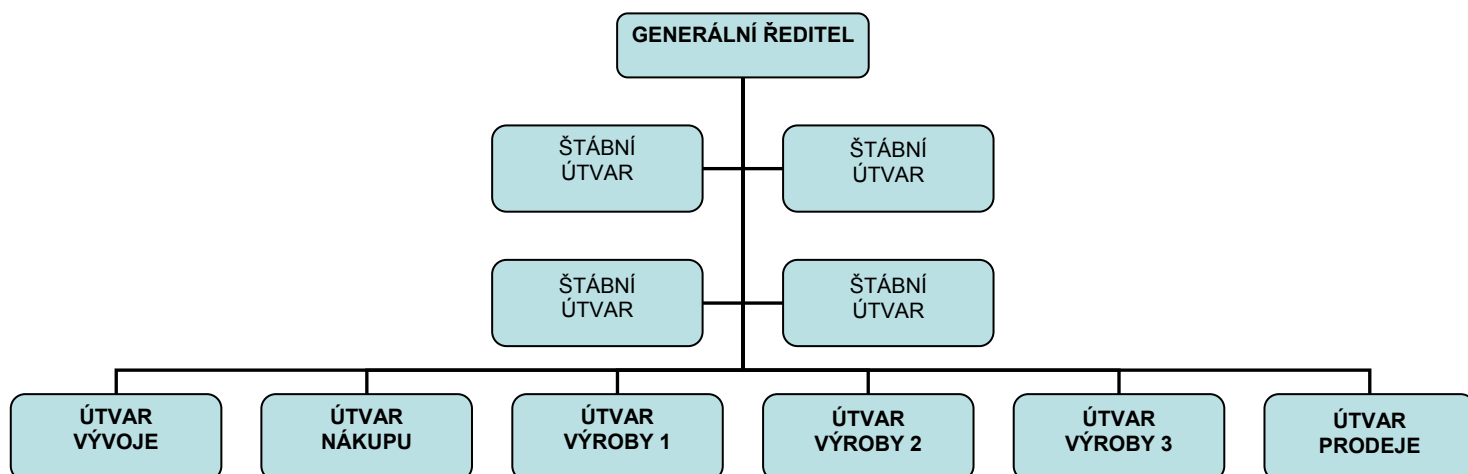 GENERÁLNÍ ŘEDITEL
ŠTÁBNÍ
ÚTVAR
ŠTÁBNÍ
ÚTVAR
ŠTÁBNÍ
ÚTVAR
ŠTÁBNÍ
ÚTVAR
ÚTVAR
VÝVOJE
ÚTVAR
NÁKUPU
ÚTVAR
VÝROBY 1
ÚTVAR
VÝROBY 2
ÚTVAR
VÝROBY 3
ÚTVAR
PRODEJE